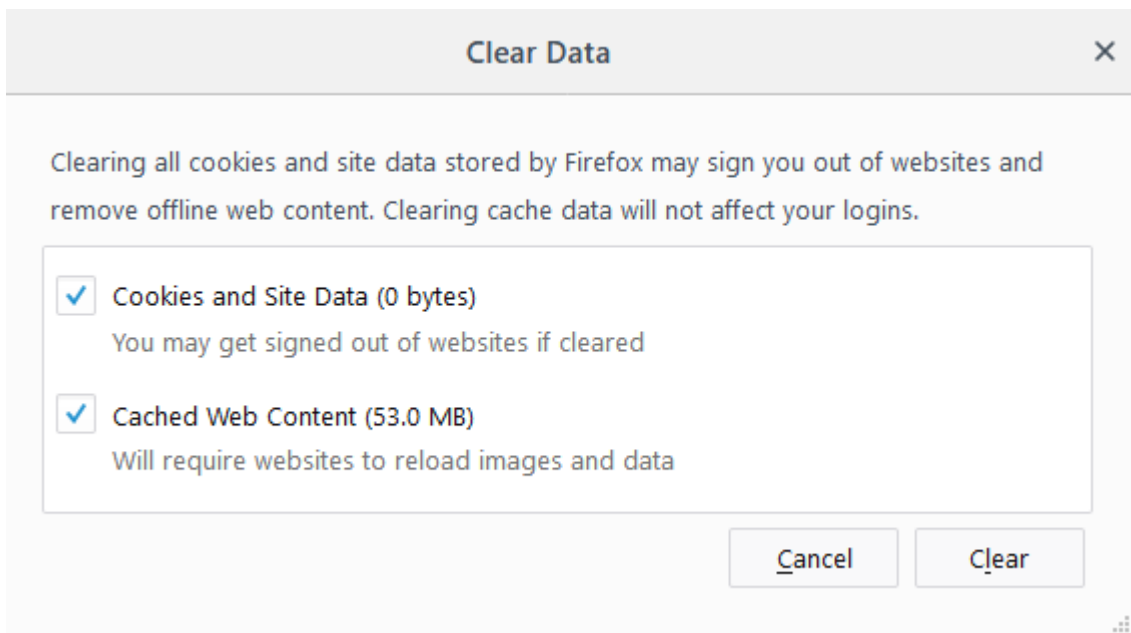 Clear Data
Clearing all cookies and site data stored by Firefox may sign you out of websites and
remove offline web content. Clearing cache data will not affect your logins.
Cookies and Site Data (0 bytes)
You may get signed out of websites if cleared
Cached Web Content (53.0 MB)
Will require websites to reload images and data
Cancel Clear